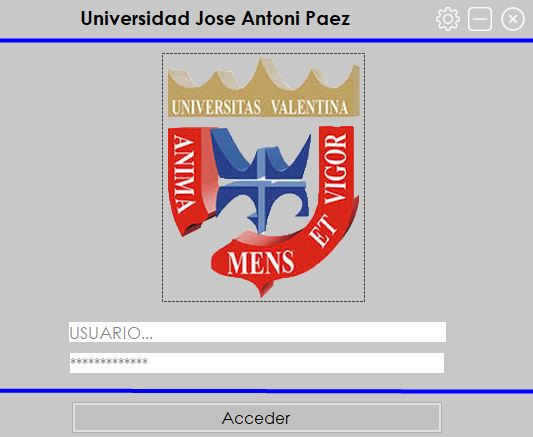 Universidad Jose Antoni Paez
UNIVERSITAS VALENTINA
ANIMA
MENS ET VIGOR
USUARIO...
*************
Acceder